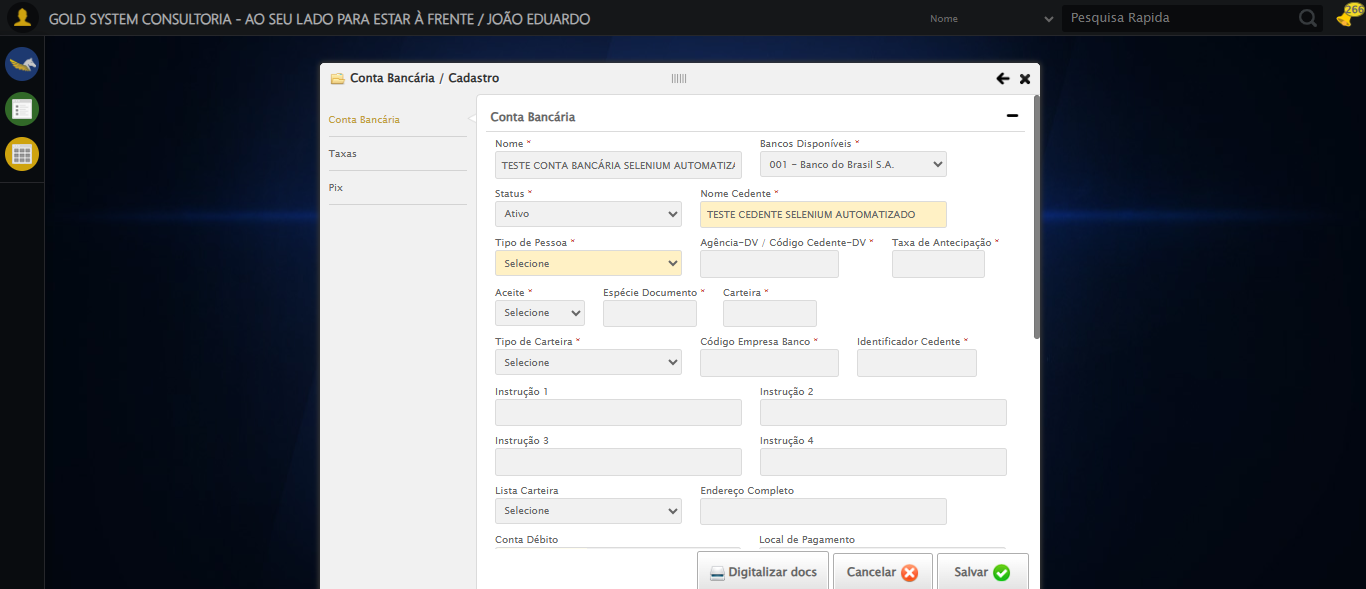 GOLD SYSTEM CONSULTORIA - AO SEU LADO PARA ESTAR À FRENTE / JOÃO EDUARDO
Nome
Pesquisa Rapida
266
Conta Bancária / Cadastro
Conta Bancária
Taxas
Pix
Conta Bancária
Nome *
Bancos Disponíveis *
TESTE CONTA BANCÁRIA SELENIUM AUTOMATIZA
001 - Banco do Brasil S.A.
Status *
Nome Cedente *
Ativo
TESTE CEDENTE SELENIUM AUTOMATIZADO
Tipo de Pessoa *
Agência-DV / Código Cedente-DV *
Taxa de Antecipação *
Selecione
Aceite *
Espécie Documento *
Carteira *
Selecione
Tipo de Carteira *
Código Empresa Banco *
Identificador Cedente *
Selecione
Instrução 1
Instrução 2
Instrução 3
Instrução 4
Lista Carteira
Endereço Completo
Selecione
Conta Débito
Local de Pagamento
Digitalizar docs
Cancelar
Salvar